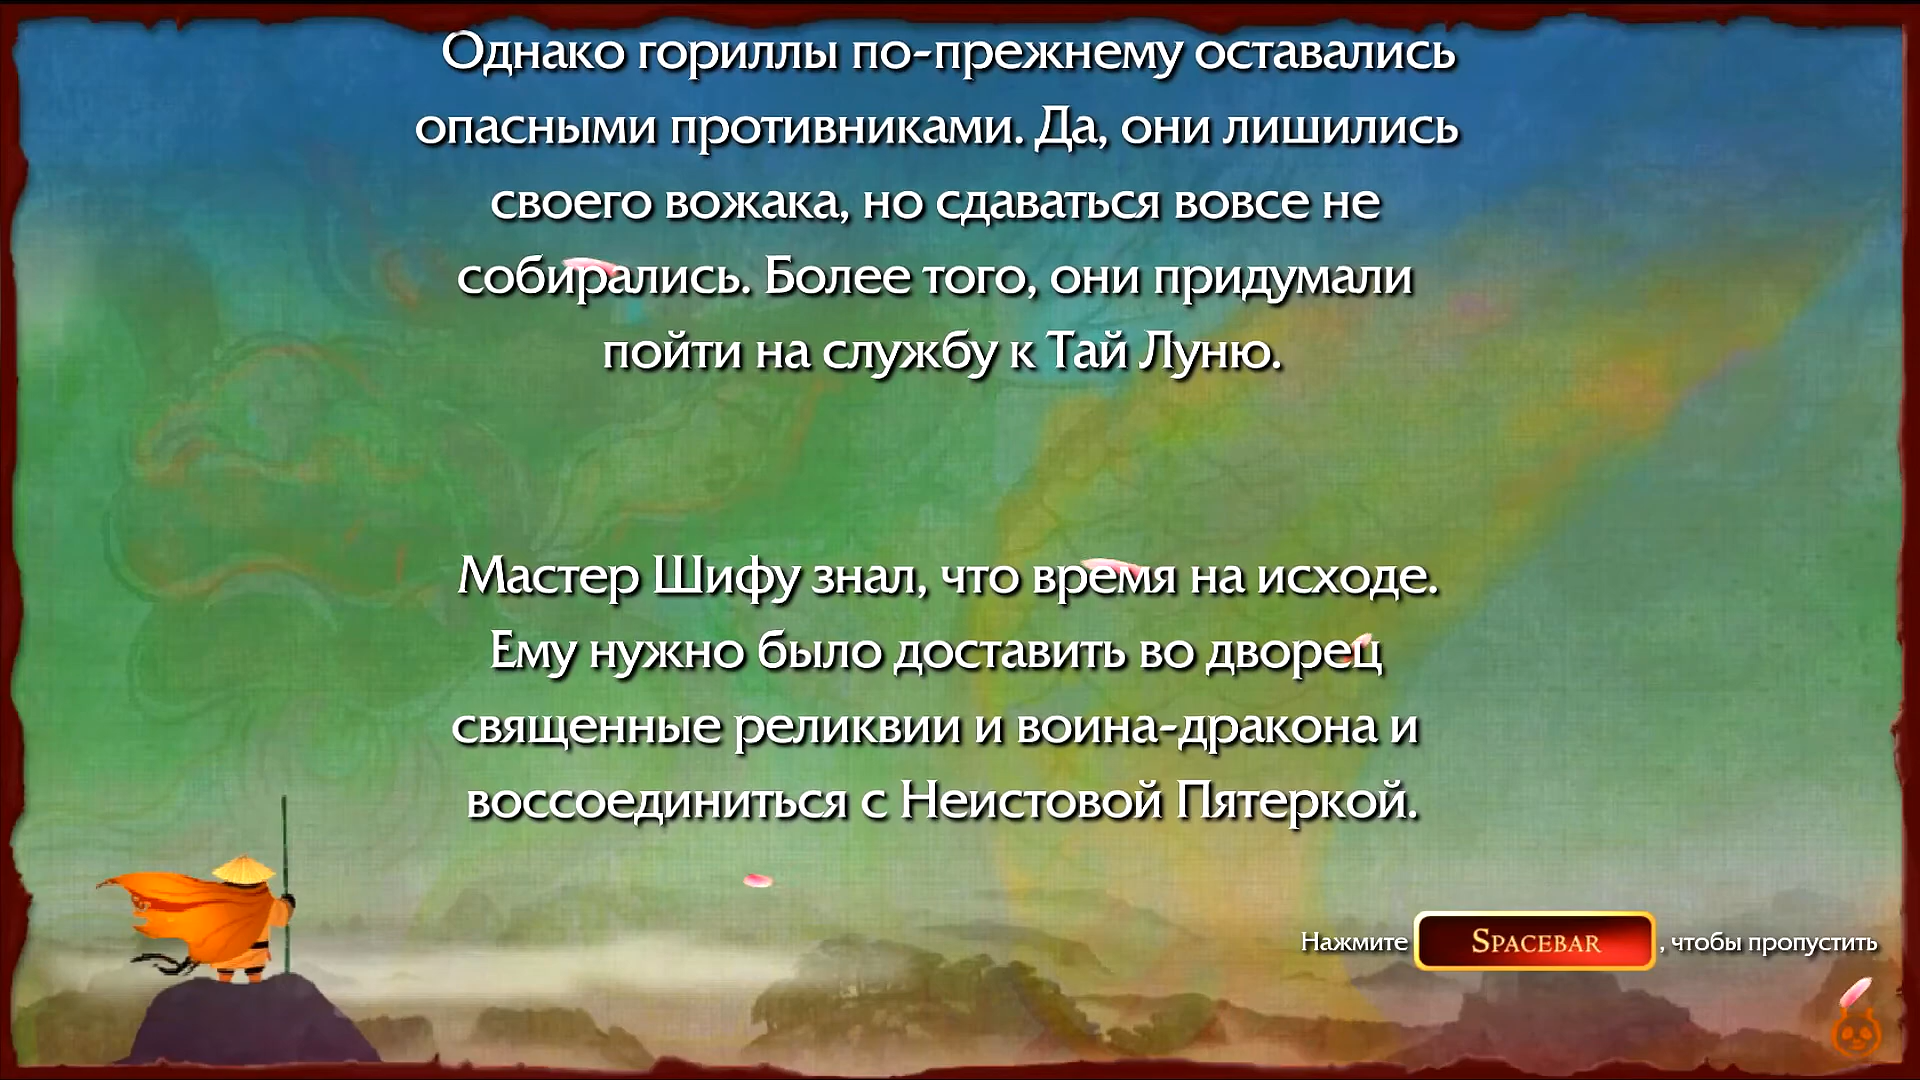 Однако гориллы по-прежнему оставались
опасными противниками. Да, они лишились
своего вожака, но сдаваться вовсе не
собирались. Более того, они придумали
пойти на службу к Тай Луню.
Мастер Шифу знал, что время на исходе.
Ему нужно было доставить во дворец
священные реликвии и воина-дракона и
воссоединиться с Неистовой Пятеркой.
Нажмите SPACEBAR, чтобы пропустить